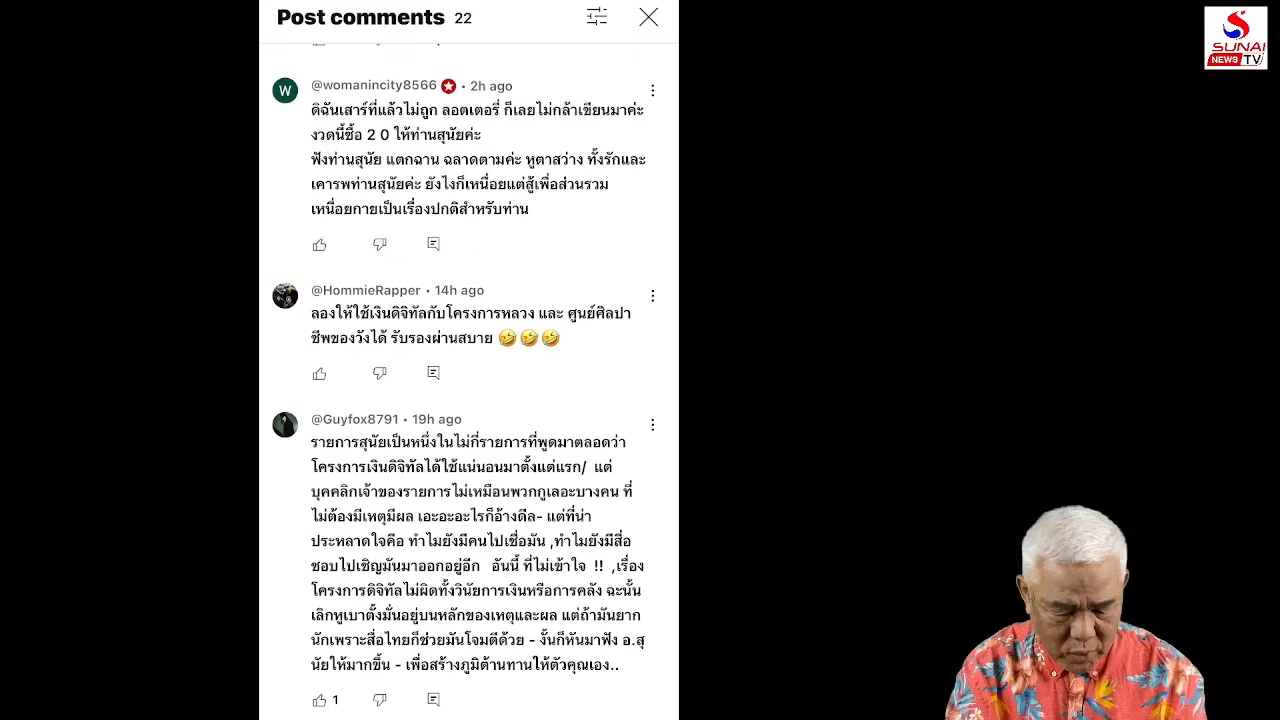 Post comments 22
@womanincity8566 • 2h ago
W
ดิฉันเสาร์ที่แล้วไม่ถูก ลอตเตอรี่ ก็เลยไม่กล้าเขียนมาค่ะ
งวดนี้ซื้อ 2 0 ให้ท่านสุนัยค่ะ
ฟังท่านสุนัย แตกฉาน ฉลาดตามค่ะ หูตาสว่าง ทั้งรักและ
เคารพท่านสุนัยค่ะ ยังไงก็เหนื่อยแต่สู้เพื่อส่วนรวม
เหนื่อยกายเป็นเรื่องปกติสำหรับท่าน
@HommieRapper • 14h ago
ลองให้ใช้เงินดิจิทัลกับโครงการหลวง และ ศูนย์ศิลปา
ชีพของวังได้ รับรองผ่านสบาย 🤣🤣🤣
@Guyfox8791 • 19h ago
รายการสุนัยเป็นหนึ่งในไม่กี่รายการที่พูดมาตลอดว่า
โครงการเงินดิจิทัลได้ใช้แน่นอนมาตั้งแต่แรก/ แต่
บุคคลิกเจ้าของรายการไม่เหมือนพวกกูเลอะบางคน ที่
ไม่ต้องมีเหตุมีผล เอะอะอะไรก็อ้างดีล- แต่ที่น่า
ประหลาดใจคือ ทำไมยังมีคนไปเชื่อมัน ,ทำไมยังมีสื่อ
ชอบไปเชิญมันมาออกอยู่อีก อันนี้ ที่ไม่เข้าใจ !! ,เรื่อง
โครงการดิจิทัลไม่ผิดทั้งวินัยการเงินหรือการคลัง ฉะนั้น
เลิกหูเบาตั้งมั่นอยู่บนหลักของเหตุและผล แต่ถ้ามันยาก
นักเพราะสื่อไทยก็ช่วยมันโจมตีด้วย - งั้นก็หันมาฟัง อ.สุ
นัยให้มากขึ้น - เพื่อสร้างภูมิต้านทานให้ตัวคุณเอง..
1
SUNAI
NEWS TV